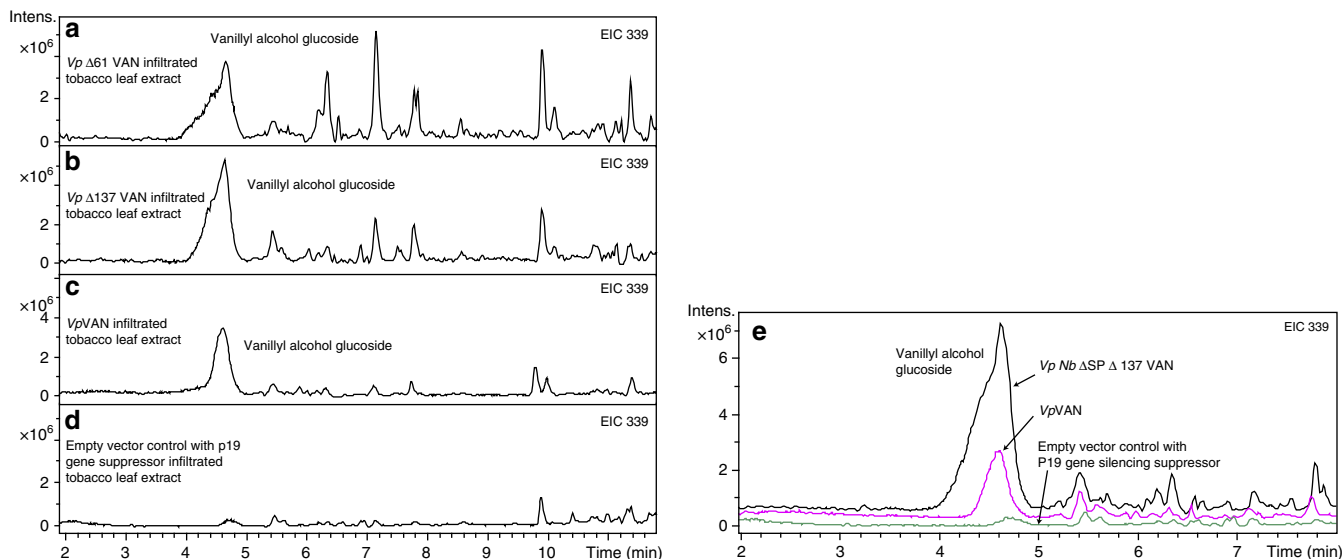 Intens.
a
×10⁶
Vp Δ61 VAN infiltrated
tobacco leaf extract
Vanillyl alcohol glucoside
EIC 339
2
0
b
×10⁶
Vp Δ137 VAN infiltrated
tobacco leaf extract
Vanillyl alcohol glucoside
EIC 339
2
0
c
×10⁶
VpVAN infiltrated
tobacco leaf extract
Vanillyl alcohol glucoside
EIC 339
4
2
0
d
×10⁶
Empty vector control with p19
gene suppressor infiltrated
tobacco leaf extract
EIC 339
2
0
2 3 4 5 6 7 8 9 10 Time (min)
Intens.
e
×10⁶
EIC 339
Vanillyl alcohol
glucoside
Vp Nb ΔSP Δ 137 VAN
VpVAN
Empty vector control with
P19 gene silencing suppressor
6
4
2
0
2 3 4 5 6 7 Time (min)